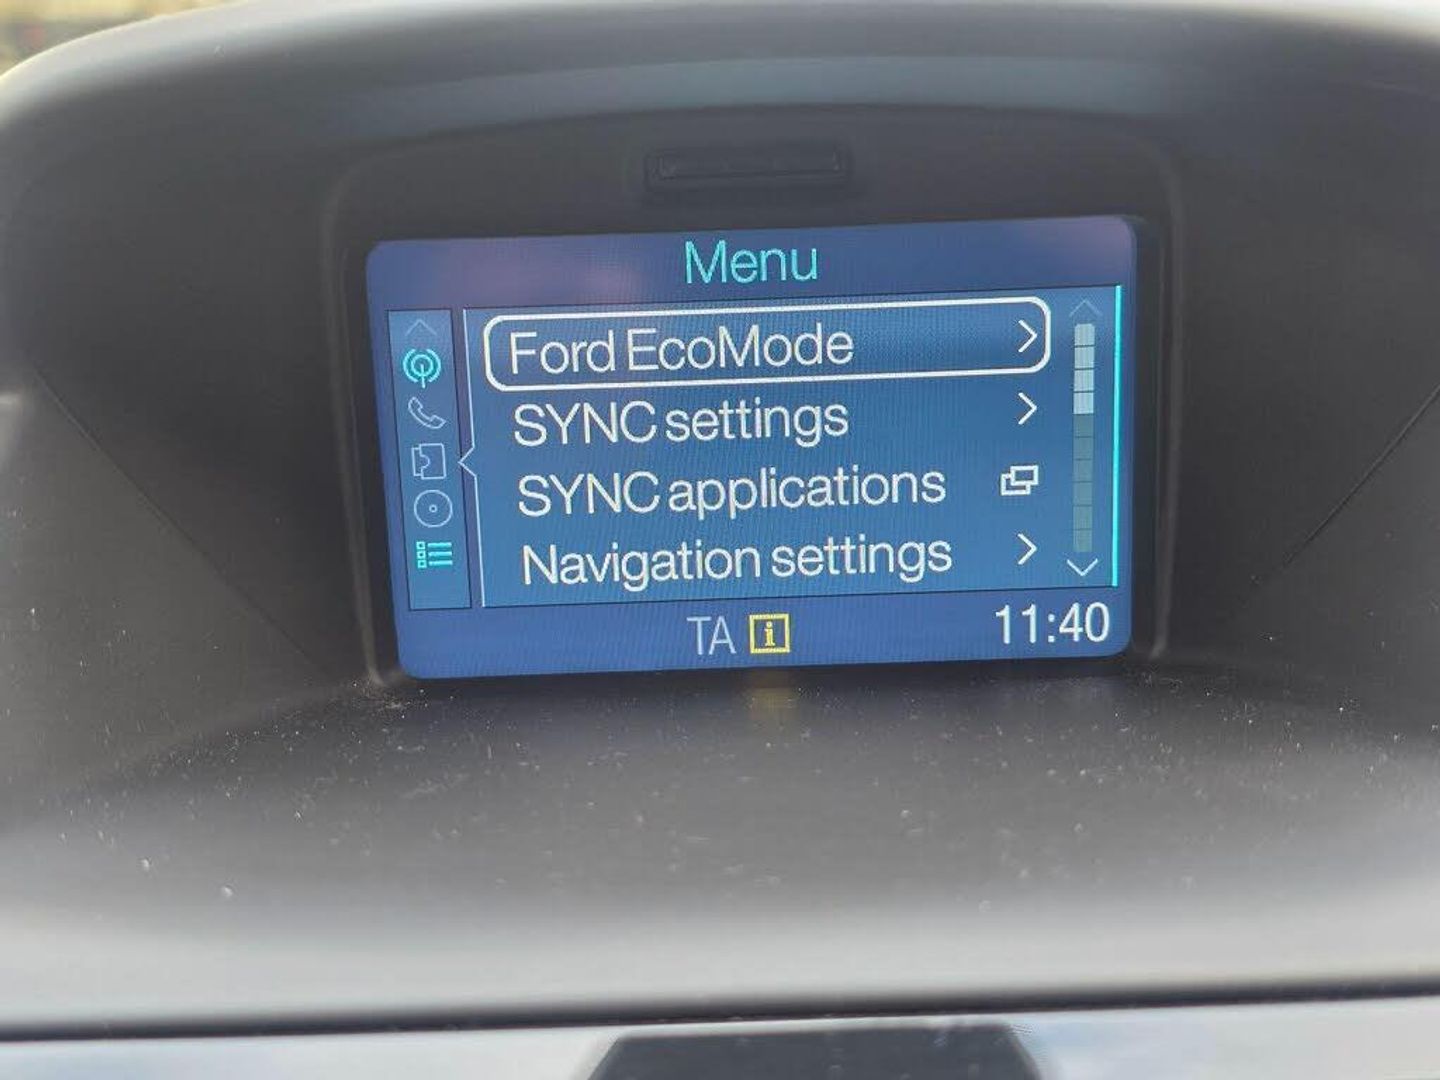 Menu
Ford EcoMode
SYNC settings
SYNC applications
Navigation settings
TA i 11:40